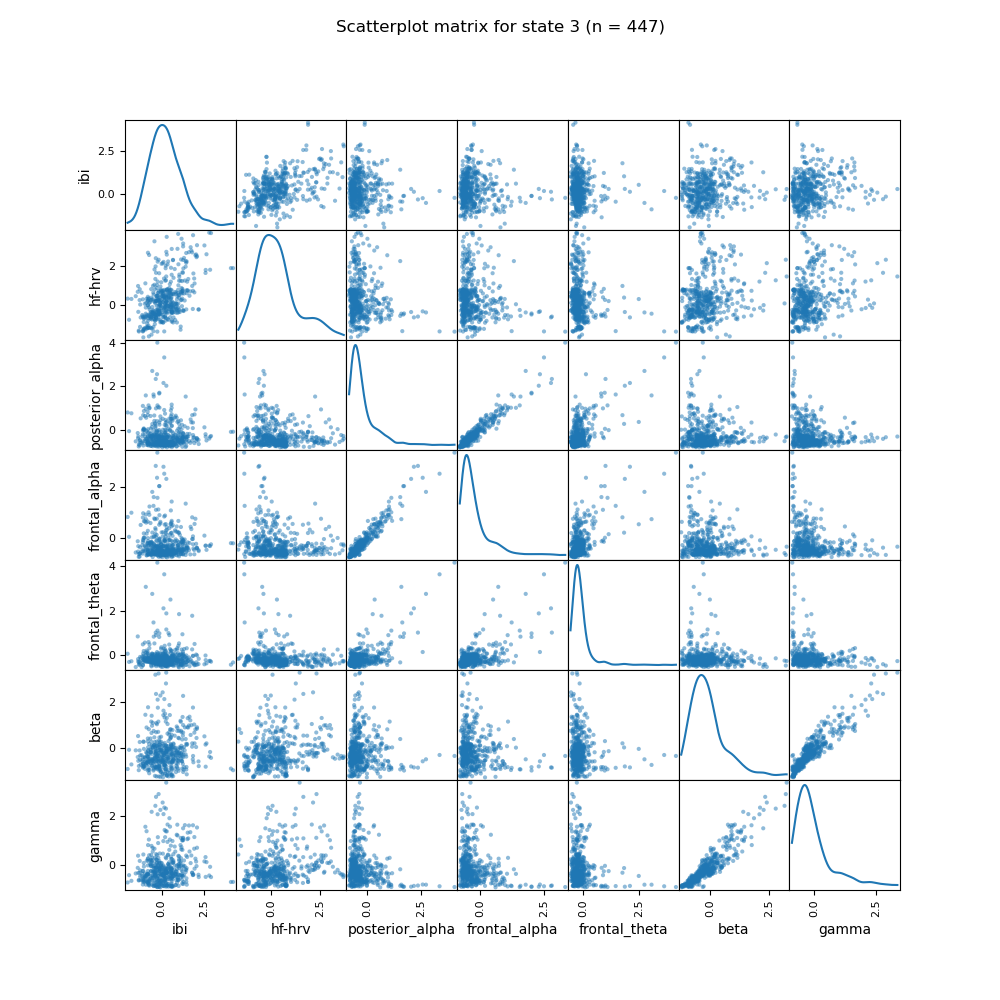 Scatterplot matrix for state 3 (n = 447)
ibi
2.5
0.0
hf-hrv
2
0
posterior_alpha
4
2
0
frontal_alpha
2
0
frontal_theta
4
2
0
beta
2
0
gamma
2
0
0.0 2.5 0.0 2.5 0.0 2.5 0.0 2.5 0.0 2.5 0.0 2.5 0.0 2.5
ibi hf-hrv posterior_alpha frontal_alpha frontal_theta beta gamma